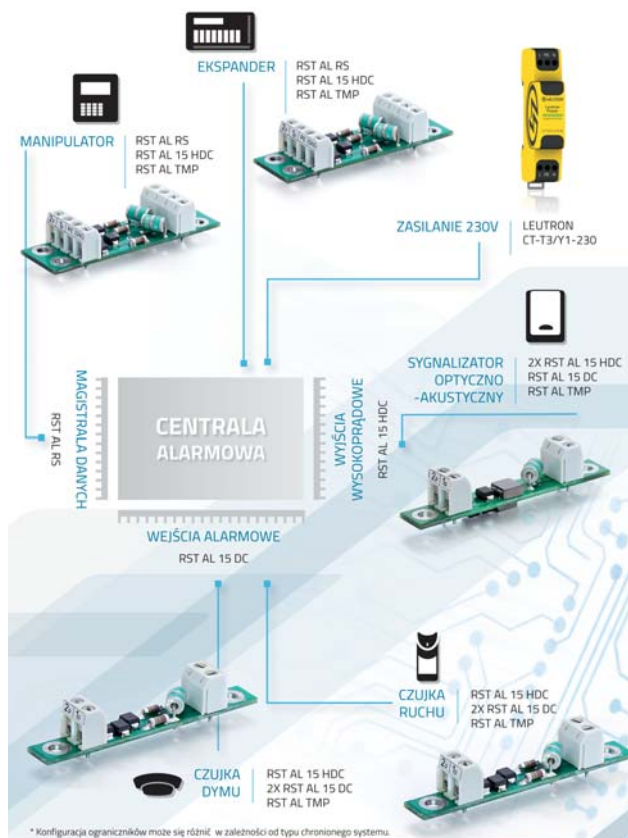 EKSPANDER
RST AL RS
RST AL 15 HDC
RST AL TMP
MANIPULATOR
RST AL RS
RST AL 15 HDC
RST AL TMP
ZASILANIE 230V
LEUTRON
CT-T3/Y1-230
SYGNALIZATOR
OPTYCZNO
-AKUSTYCZNY
2X RST AL 15 HDC
RST AL 15 DC
RST AL TMP
MAGISTRALA DANYCH
RST AL RS
CENTRALA
ALARMOWA
WYJŚCIA
WYSOKOPRĄDOWE
RST AL 15 HDC
WEJŚCIA ALARMOWE
RST AL 15 DC
CZUJKA
RUCHU
RST AL 15 HDC
2X RST AL 15 DC
RST AL TMP
CZUJKA
DYMU
RST AL 15 HDC
2X RST AL 15 DC
RST AL TMP
* Konfiguracja ograniczników może się różnić w zależności od typu chronionego systemu.